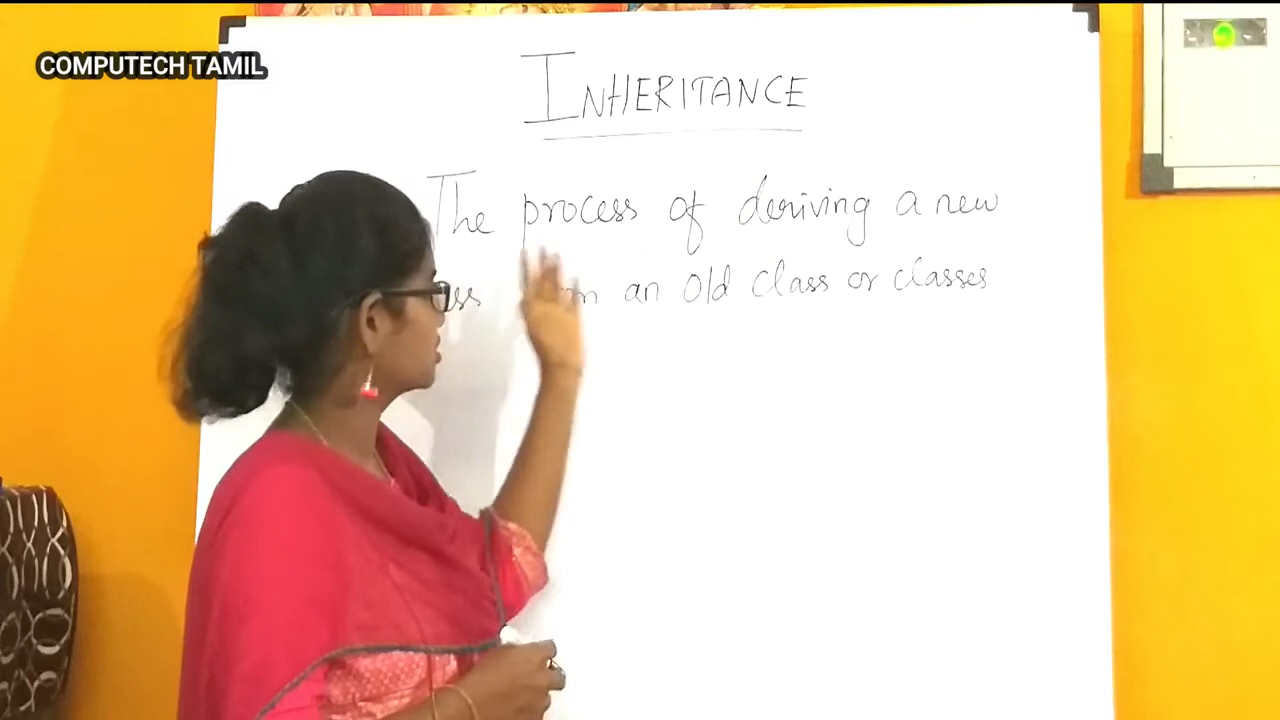 COMPUTECH TAMIL
INHERITANCE
The process of deriving a new
an old class or classes